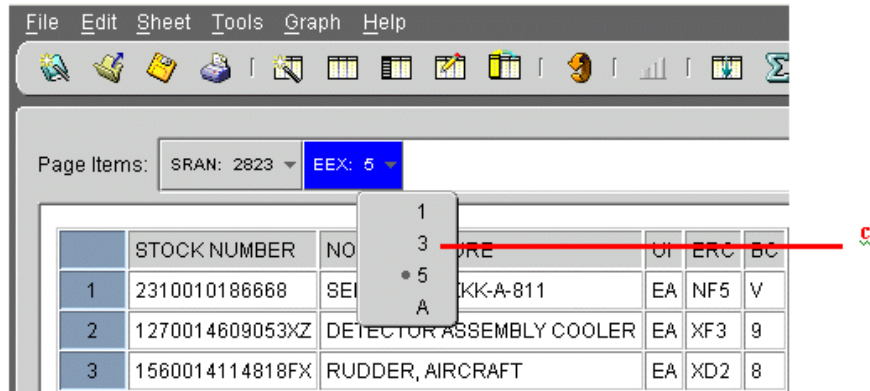 File Edit Sheet Tools Graph Help
Page Items: SRAN: 2823 EEX: 5
1
3
5
A
c
STOCK NUMBER NO RE UI ERC BC
1 2310010186668 KK-A-811 EA NF5 V
2 1270014609053XZ DETECTOR ASSEMBLY COOLER EA XF3 9
3 1560014114818FX RUDDER, AIRCRAFT EA XD2 8